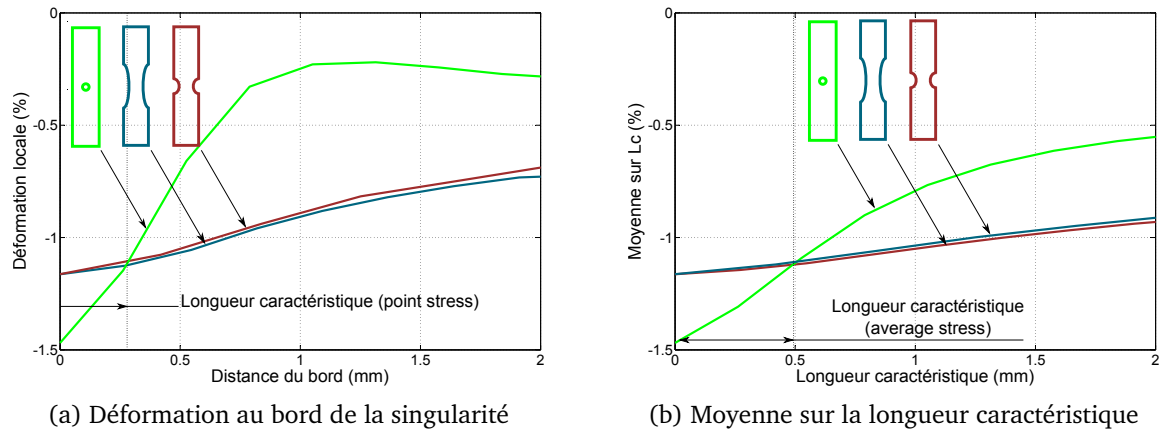 0
-0.5
-1
-1.5
Déformation locale (%)
Longueur caractéristique (point stress)
0
0.5
1
1.5
2
Distance du bord (mm)
(a) Déformation au bord de la singularité
0
-0.5
-1
-1.5
Moyenne sur Lc (%)
Longueur caractéristique
(average stress)
0
0.5
1
1.5
2
Longueur caractéristique (mm)
(b) Moyenne sur la longueur caractéristique